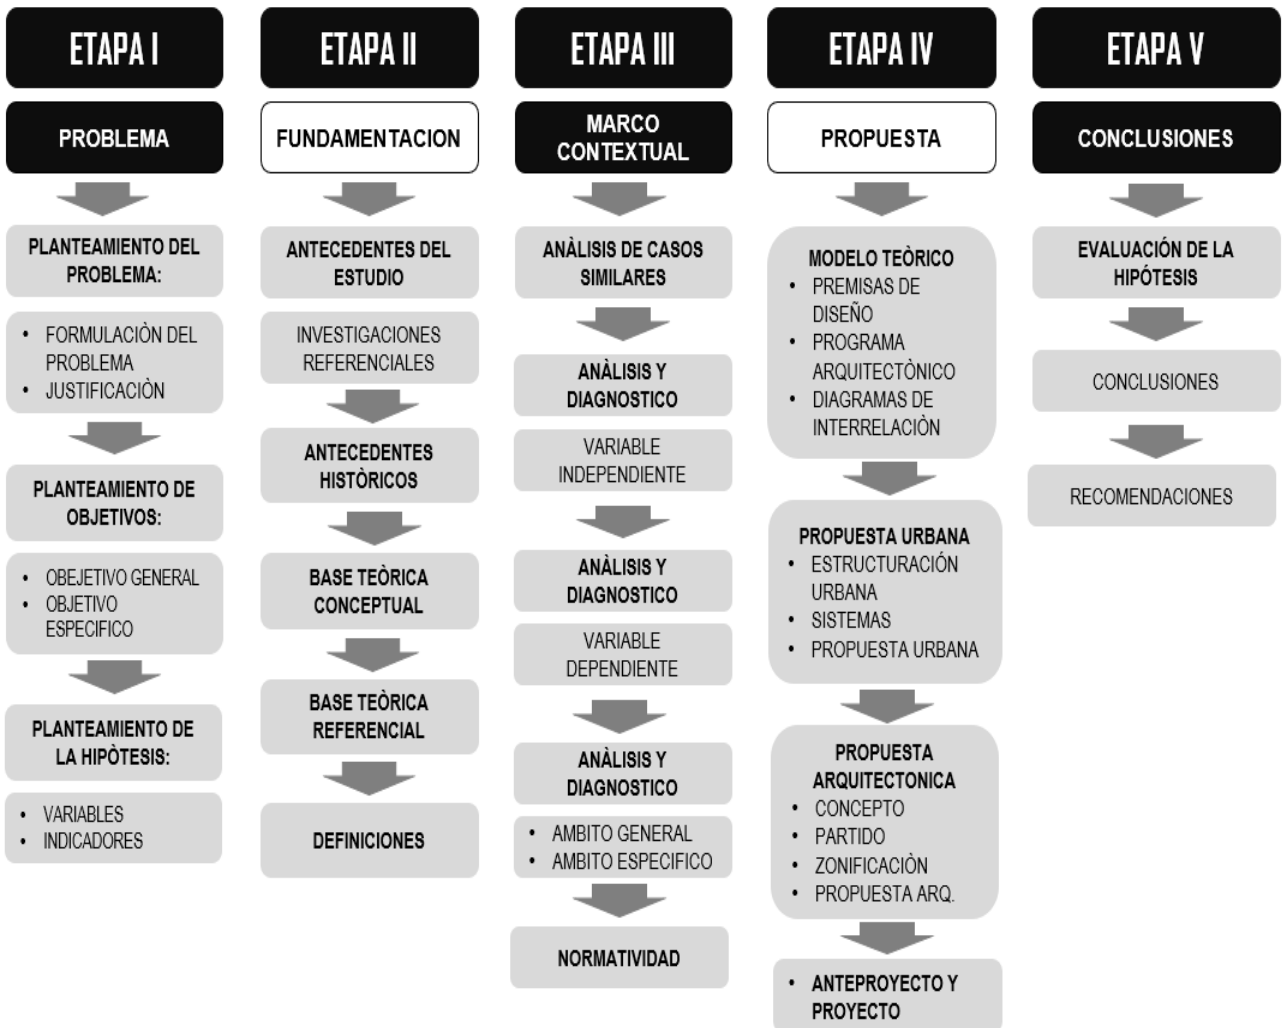 ETAPA I
PROBLEMA
PLANTEAMIENTO DEL
PROBLEMA:
• FORMULACIÒN DEL
PROBLEMA
• JUSTIFICACIÒN
PLANTEAMIENTO DE
OBJETIVOS:
• OBEJETIVO GENERAL
• OBJETIVO
ESPECIFICO
PLANTEAMIENTO DE
LA HIPÒTESIS:
• VARIABLES
• INDICADORES
ETAPA II
FUNDAMENTACION
ANTECEDENTES DEL
ESTUDIO
INVESTIGACIONES
REFERENCIALES
ANTECEDENTES
HISTÒRICOS
BASE TEÒRICA
CONCEPTUAL
BASE TEÒRICA
REFERENCIAL
DEFINICIONES
ETAPA III
MARCO
CONTEXTUAL
ANÀLISIS DE CASOS
SIMILARES
ANÀLISIS Y
DIAGNOSTICO
VARIABLE
INDEPENDIENTE
ANÀLISIS Y
DIAGNOSTICO
VARIABLE
DEPENDIENTE
ANÀLISIS Y
DIAGNOSTICO
• AMBITO GENERAL
• AMBITO ESPECIFICO
NORMATIVIDAD
ETAPA IV
PROPUESTA
MODELO TEÒRICO
• PREMISAS DE
DISEÑO
• PROGRAMA
ARQUITECTÒNICO
• DIAGRAMAS DE
INTERRELACIÒN
PROPUESTA URBANA
• ESTRUCTURACIÓN
URBANA
• SISTEMAS
• PROPUESTA URBANA
PROPUESTA
ARQUITECTONICA
• CONCEPTO
• PARTIDO
• ZONIFICACIÒN
• PROPUESTA ARQ.
• ANTEPROYECTO Y
PROYECTO
ETAPA V
CONCLUSIONES
EVALUACIÓN DE LA
HIPÓTESIS
CONCLUSIONES
RECOMENDACIONES